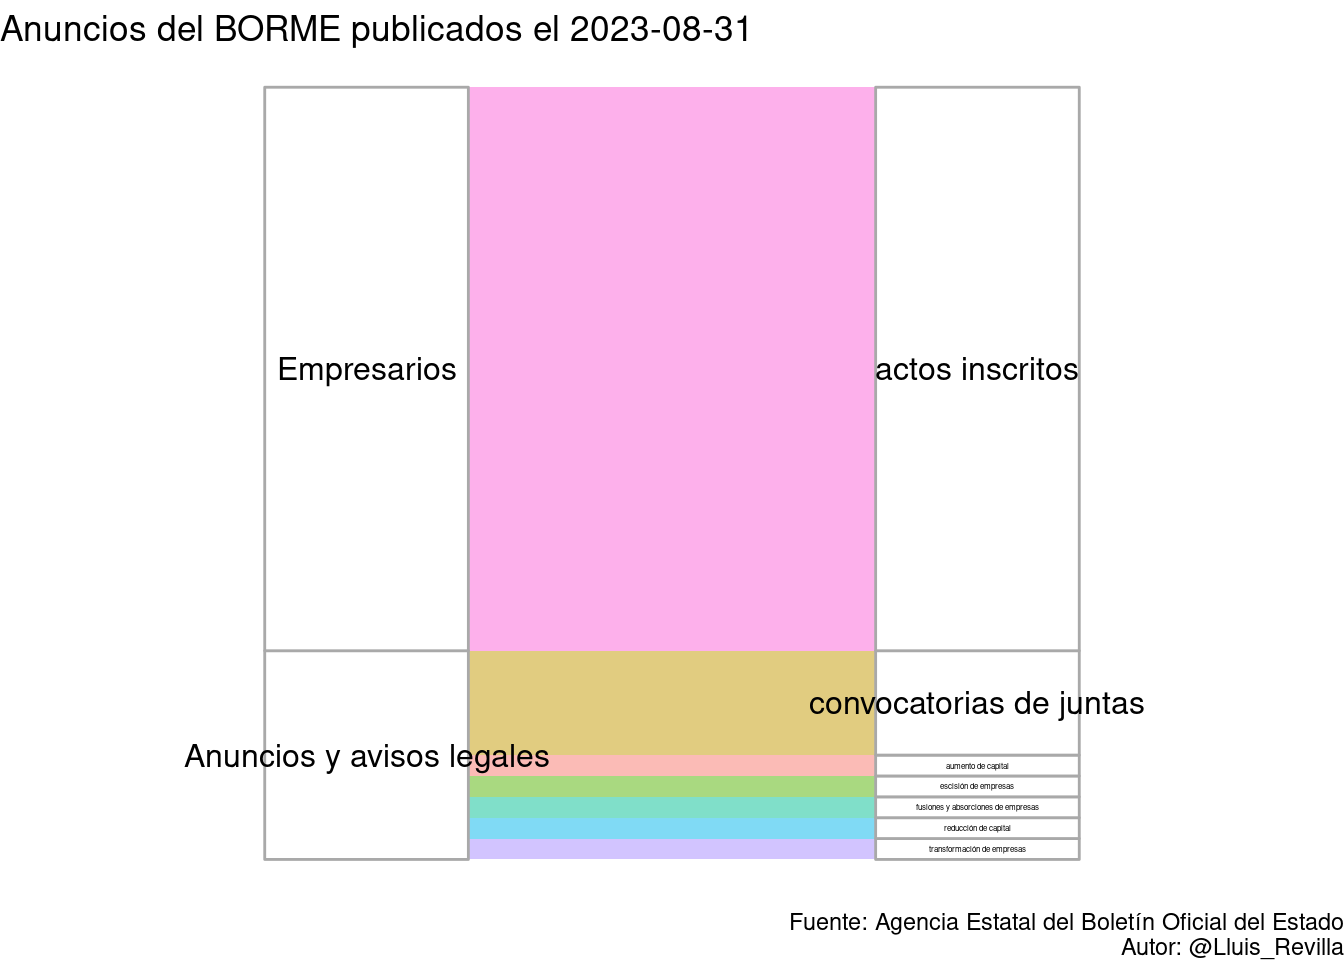 Anuncios del BORME publicados el 2023-08-31
Empresarios
actos inscritos
convocatorias de juntas
Anuncios y avisos legales
aumento de capital
escisión de empresas
fusiones y absorciones de empresas
reducción de capital
transformación de empresas
Fuente: Agencia Estatal del Boletín Oficial del Estado
Autor: @Lluis_Revilla